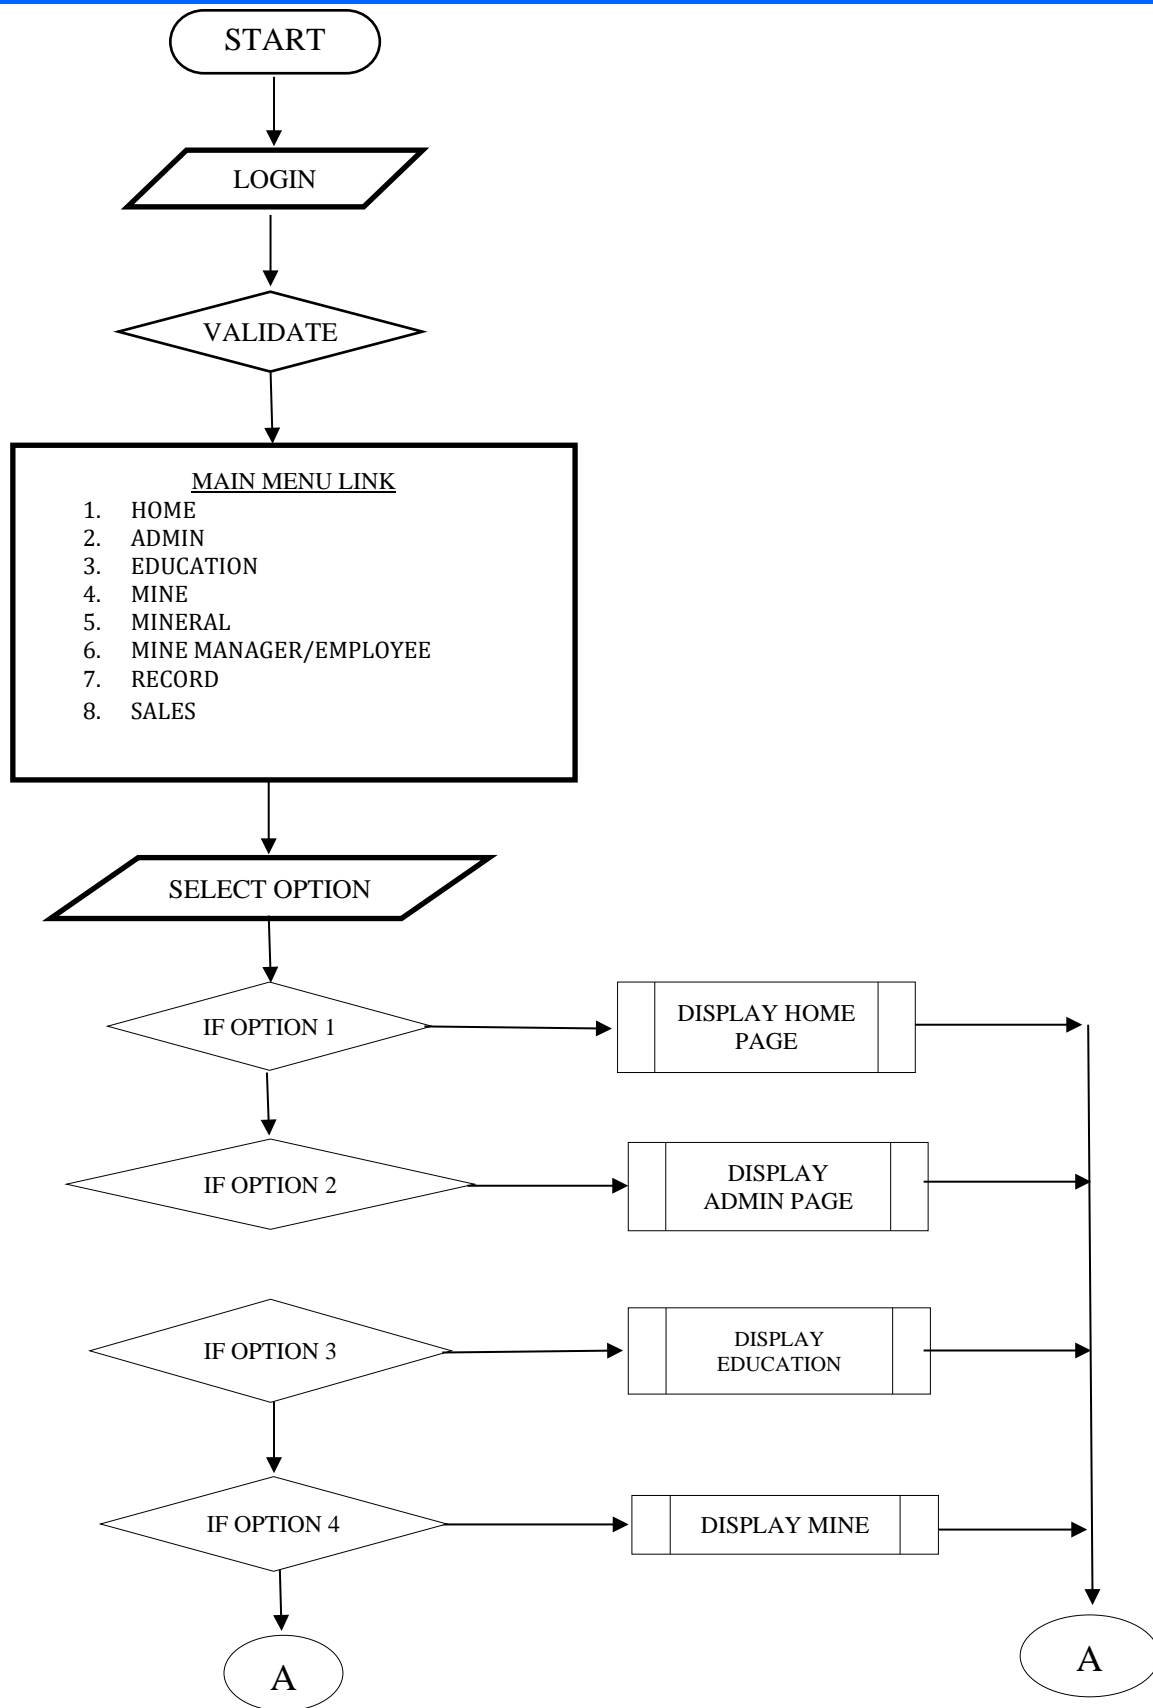 START
LOGIN
VALIDATE
MAIN MENU LINK
1. HOME
2. ADMIN
3. EDUCATION
4. MINE
5. MINERAL
6. MINE MANAGER/EMPLOYEE
7. RECORD
8. SALES
SELECT OPTION
IF OPTION 1
DISPLAY HOME
PAGE
IF OPTION 2
DISPLAY
ADMIN PAGE
IF OPTION 3
DISPLAY
EDUCATION
IF OPTION 4
DISPLAY MINE
A
A